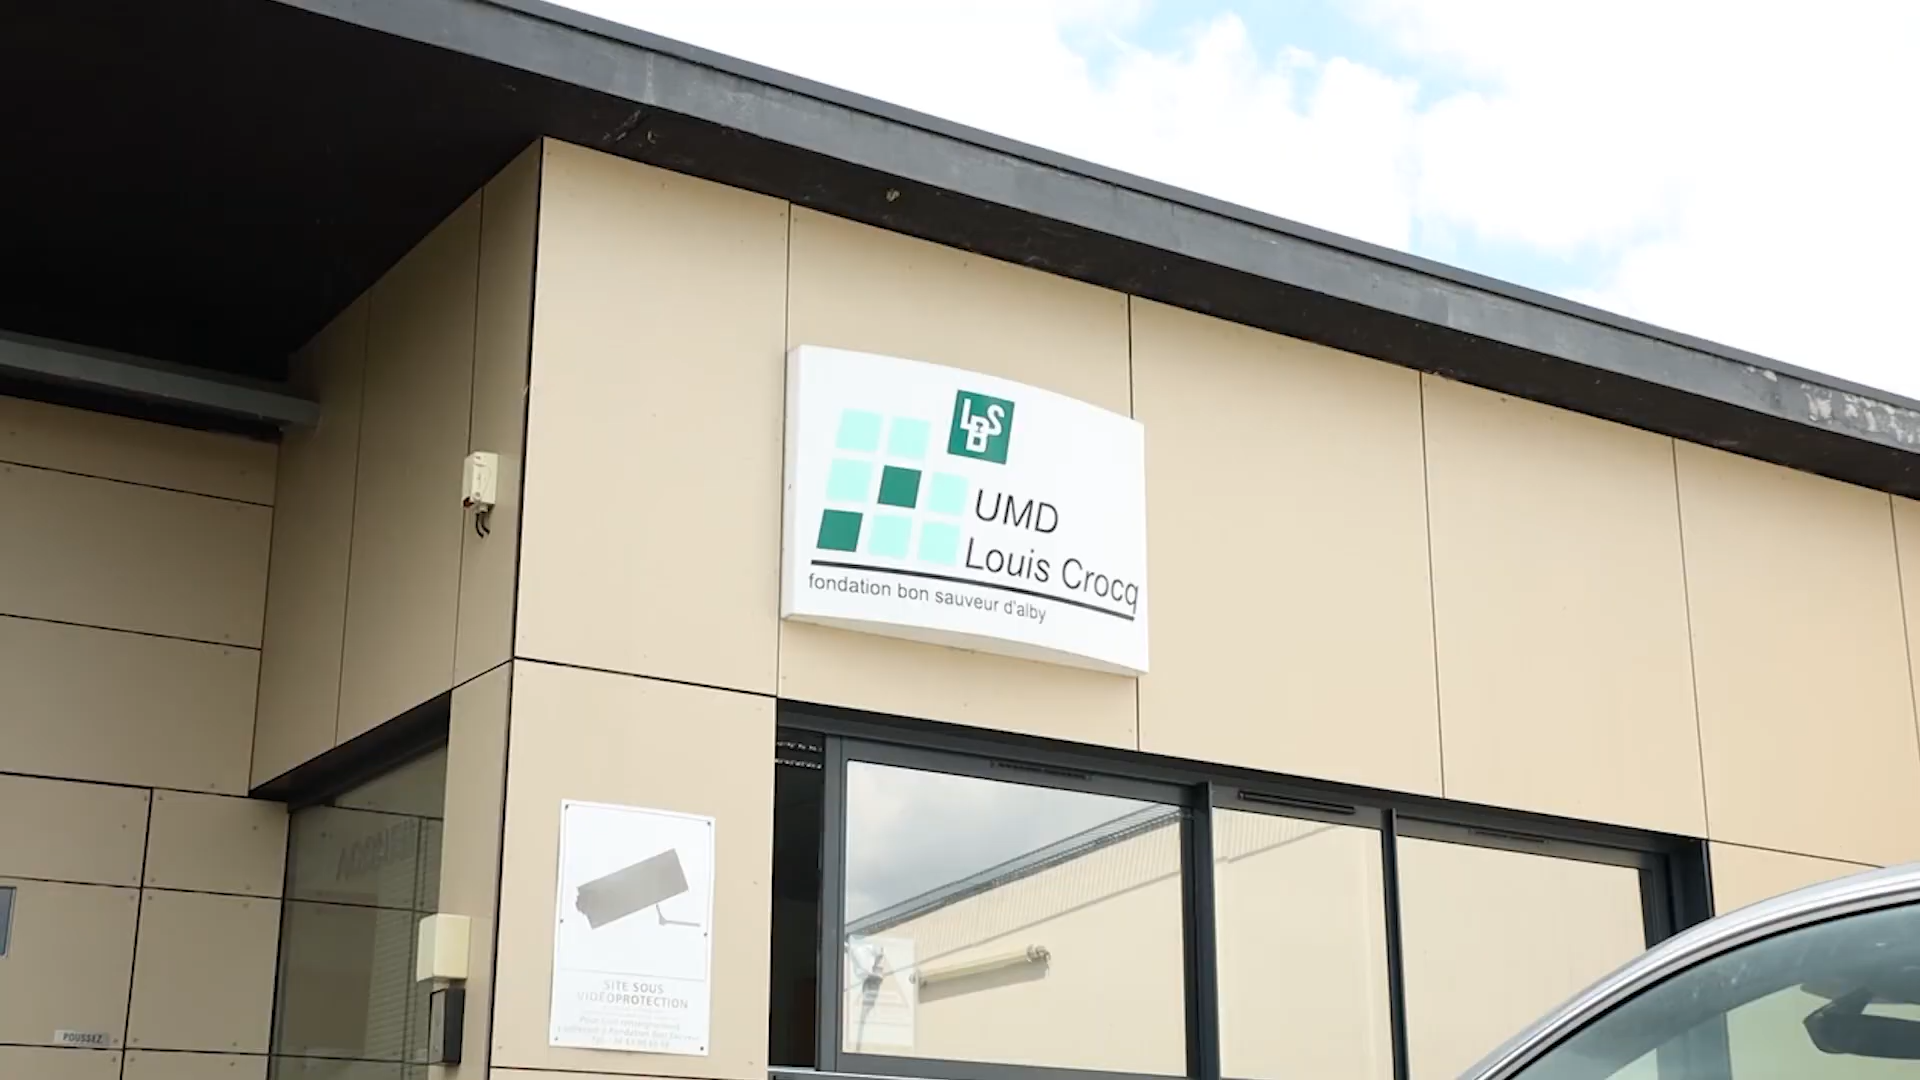 LBS
UMD
Louis Crocq
fondation bon sauveur d'alby
SITE SOUS
VIDÉOPROTECTION
POUSSEZ